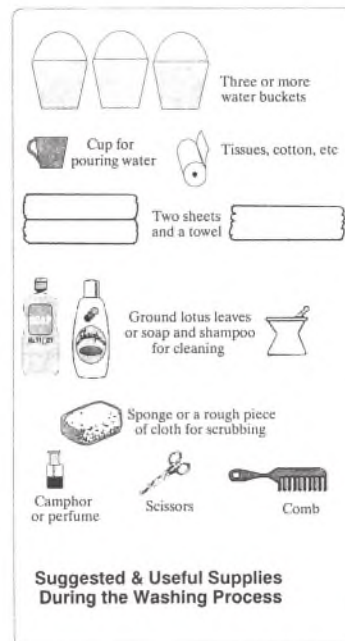 Three or more
water buckets
Cup for
pouring water
Tissues, cotton, etc
Two sheets
and a towel
Ground lotus leaves
or soap and shampoo
for cleaning
Sponge or a rough piece
of cloth for scrubbing
Camphor
or perfume
Scissors
Comb
Suggested & Useful Supplies
During the Washing Process